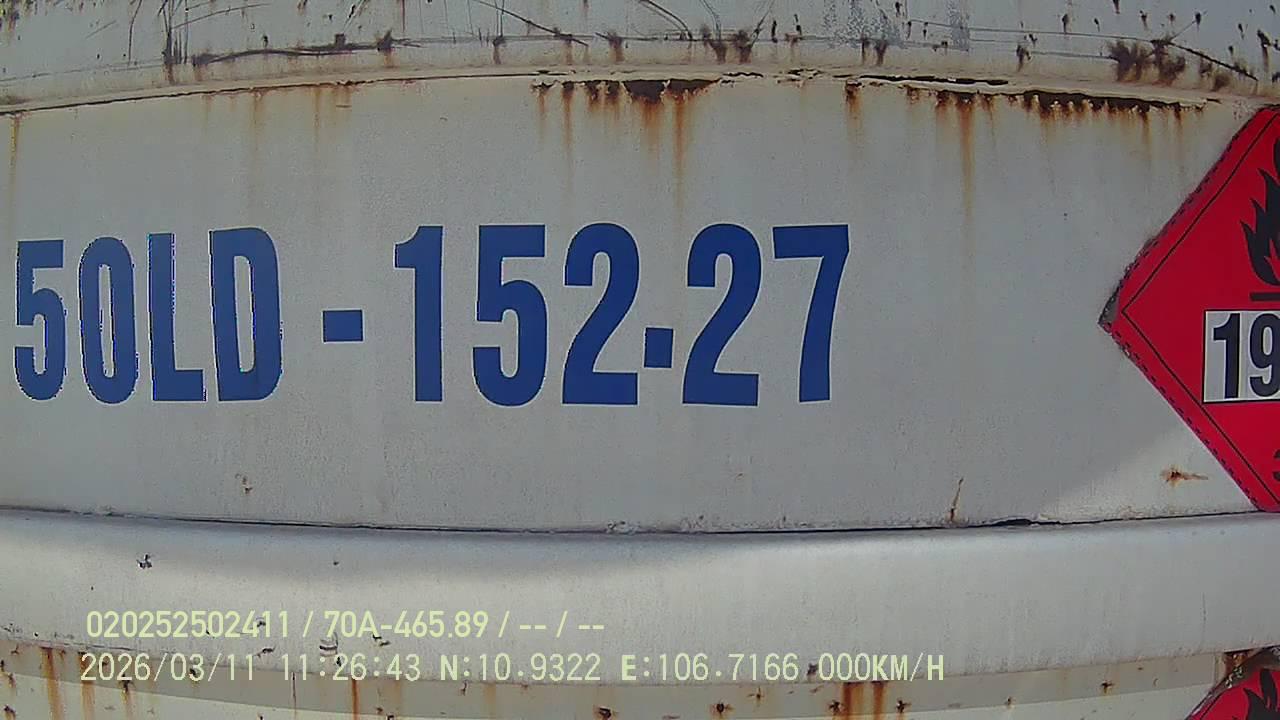 50LD - 152.27
19
020252502411 / 70A-465.89 / -- / --
2026/03/11 11:26:43 N:10.9322 E:106.7166 000KM/H